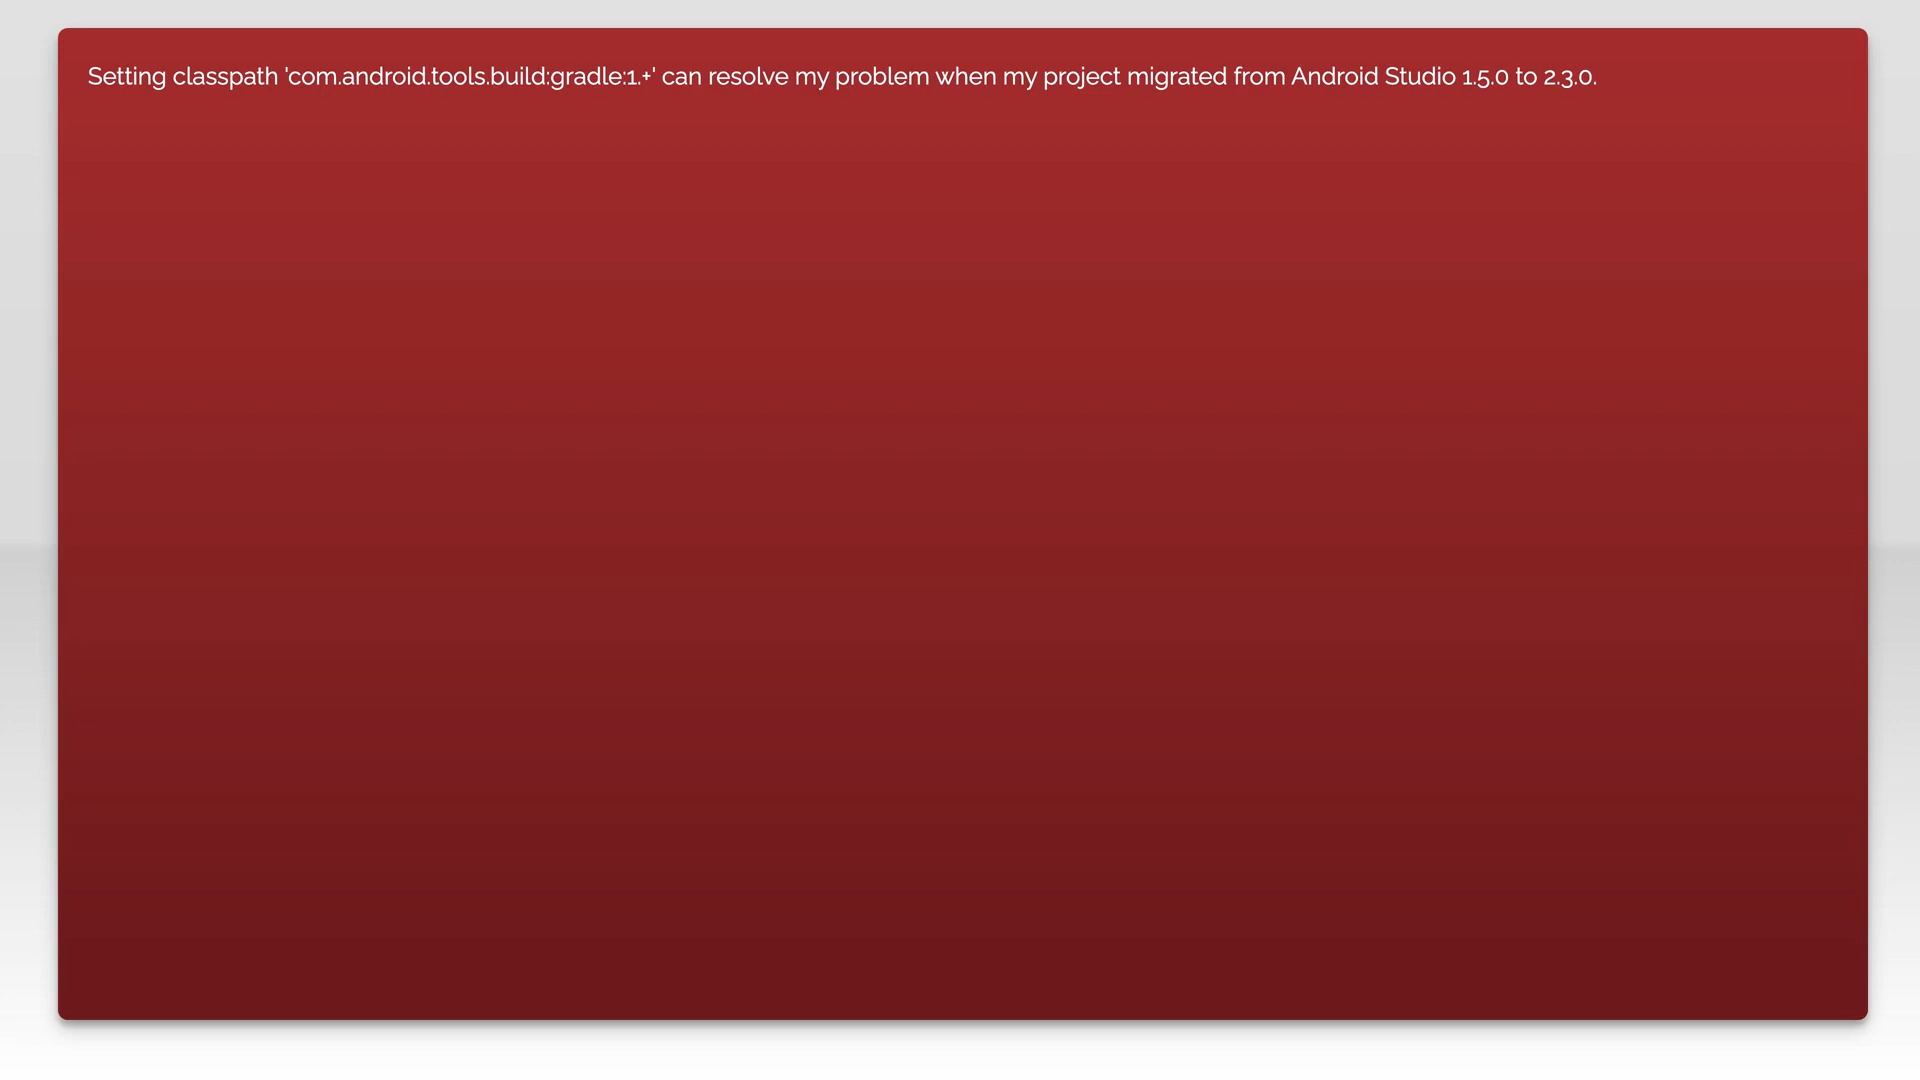 Setting classpath 'com.android.tools.build:gradle:1.+' can resolve my problem when my project migrated from Android Studio 1.5.0 to 2.3.0.